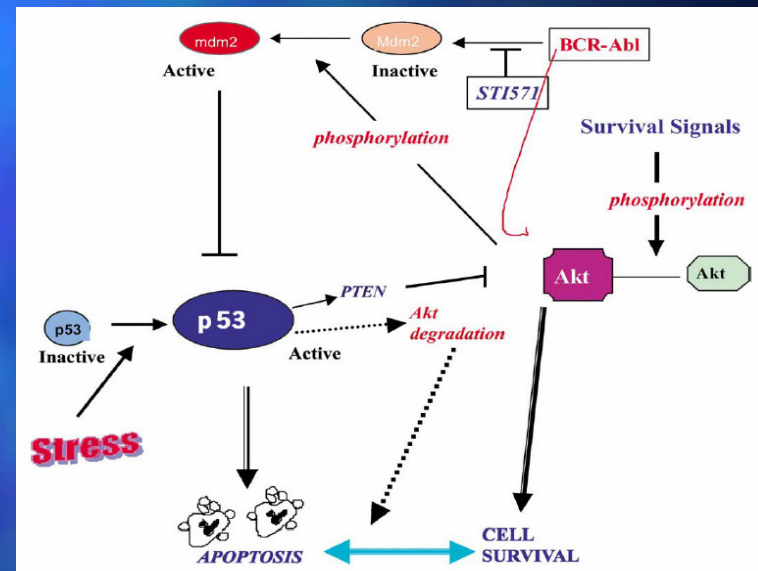 mdm2
Mdm2
BCR-Abl
Active
Inactive
STI571
Survival Signals
phosphorylation
phosphorylation
Akt
Akt
PTEN
p53
p53
Akt
degradation
Inactive
Active
Stress
APOPTOSIS
CELL
SURVIVAL